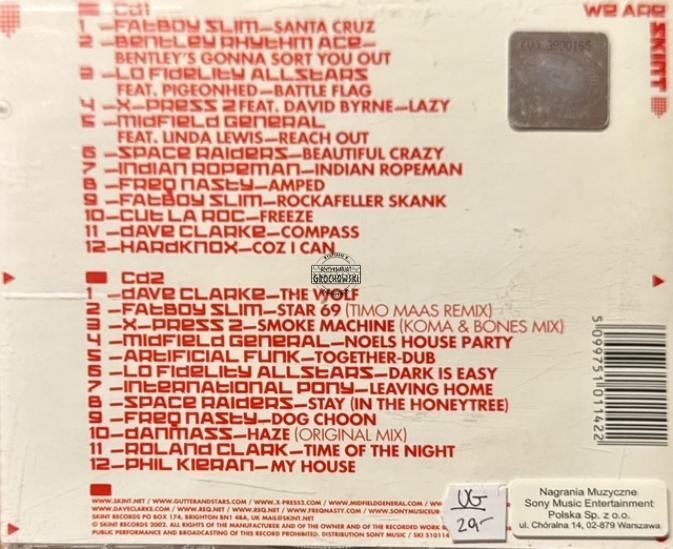 Cd1
1 –FATBOY SLIM–SANTA CRUZ
2 –BENTLEY RHYTHM ACE–
BENTLEY'S GONNA SORT YOU OUT
3 –LO FIDELITY ALLSTARS
FEAT. PIGEONHED–BATTLE FLAG
4 –X-PRESS 2 FEAT. DAVID BYRNE–LAZY
5 –MIDFIELD GENERAL
FEAT. LINDA LEWIS–REACH OUT
6 –SPACE RAIDERS–BEAUTIFUL CRAZY
7 –INDIAN ROPEMAN–INDIAN ROPEMAN
8 –FREQ NASTY–AMPED
9 –FATBOY SLIM–ROCKAFELLER SKANK
10–CUT LA ROC–FREEZE
11 –DAVE CLARKE–COMPASS
12–HARDKNOX–COZ I CAN
WE ARE
SKINT
GROCHOWSKI
Cd2
1 –DAVE CLARKE–THE WOLF
2 –FATBOY SLIM–STAR 69 (TIMO MAAS REMIX)
3 –X-PRESS 2–SMOKE MACHINE (KOMA & BONES MIX)
4 –MIDFIELD GENERAL–NOELS HOUSE PARTY
5 –ARTIFICIAL FUNK–TOGETHER-DUB
6 –LO FIDELITY ALLSTARS–DARK IS EASY
7 –INTERNATIONAL PONY–LEAVING HOME
8 –SPACE RAIDERS–STAY (IN THE HONEYTREE)
9 –FREQ NASTY–DOG CHOON
10–DANMASS–HAZE (ORIGINAL MIX)
11 –ROLAND CLARK–TIME OF THE NIGHT
12–PHIL KIERAN–MY HOUSE
5 099751 011422
WWW.SKINT.NET / WWW.GUTTERANDSTARS.COM / WWW.X-PRESS2.COM / WWW.MIDFIELDGENERAL.COM /
WWW.DAVECLARKE.COM / WWW.REQ.NET / WWW.REQ.NET / WWW.FREQNASTY.COM /
SKINT RECORDS PO BOX 174, BRIGHTON BN1 4BA, UK MAIL@SKINT.NET
© SKINT RECORDS 2002. ALL RIGHTS OF THE MANUFACTURER AND OF THE OWNER AND OF THE RECORDED WORK
PUBLIC PERFORMANCE AND BROADCASTING OF THIS RECORD PROHIBITED. DISTRIBUTION SONY MUSIC / SKI
UG
29,-
Nagrania Muzyczne
Sony Music Entertainment
Polska Sp. z o.o.
ul. Chóralna 14, 02-879 Warszawa